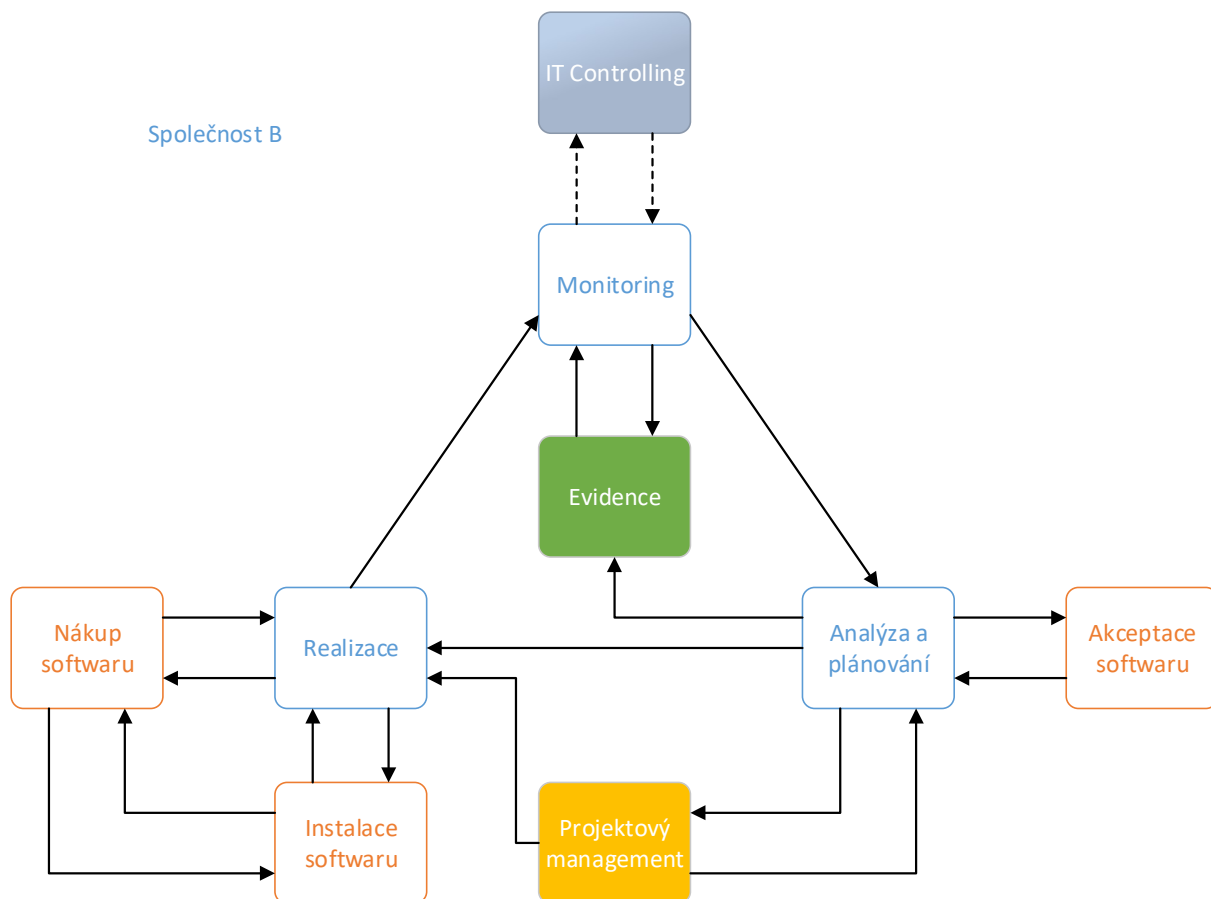 IT Controlling
Společnost B
Monitoring
Evidence
Nákup
softwaru
Realizace
Analýza a
plánování
Akceptace
softwaru
Instalace
softwaru
Projektový
management